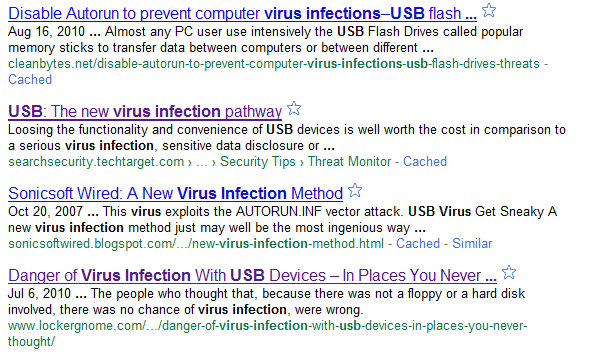 Disable Autorun to prevent computer virus infections–USB flash ...
Aug 16, 2010 ... Almost any PC user use intensively the USB Flash Drives called popular
memory sticks to transfer data between computers or between different ...
cleanbytes.net/disable-autorun-to-prevent-computer-virus-infections-usb-flash-drives-threats -
Cached
USB: The new virus infection pathway
Loosing the functionality and convenience of USB devices is well worth the cost in comparison to
a serious virus infection, sensitive data disclosure or ...
searchsecurity.techtarget.com › ... › Security Tips › Threat Monitor - Cached
Sonicsoft Wired: A New Virus Infection Method
Oct 20, 2007 ... This virus exploits the AUTORUN.INF vector attack. USB Virus Get Sneaky A
new virus infection method just may well be the most ingenious way ...
sonicsoftwired.blogspot.com/.../new-virus-infection-method.html - Cached - Similar
Danger of Virus Infection With USB Devices – In Places You Never ...
Jul 6, 2010 ... The people who thought that, because there was not a floppy or a hard disk
involved, there was no chance of virus infection, were wrong.
www.lockergnome.com/.../danger-of-virus-infection-with-usb-devices-in-places-you-never-
thought/